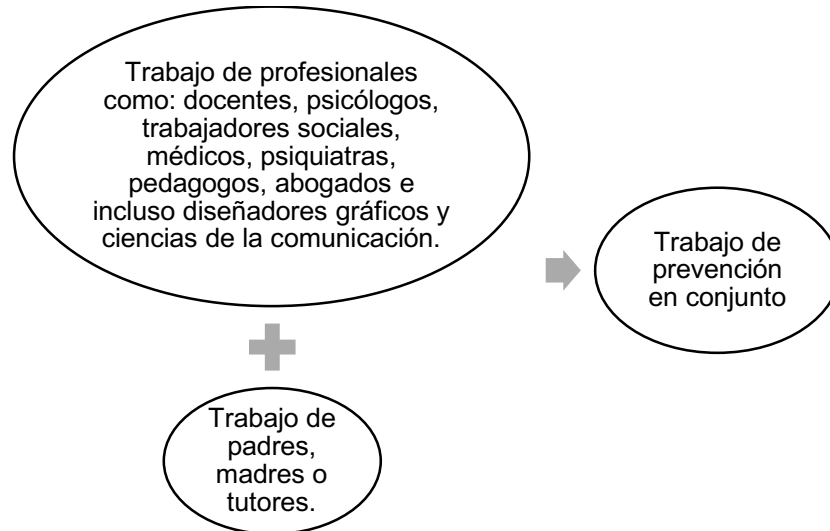 Trabajo de profesionales
como: docentes, psicólogos,
trabajadores sociales,
médicos, psiquiatras,
pedagogos, abogados e
incluso diseñadores gráficos y
ciencias de la comunicación.
Trabajo de
padres,
madres o
tutores.
Trabajo de
prevención
en conjunto